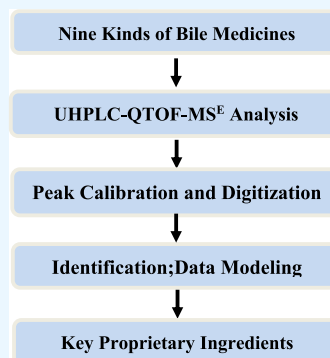 Nine Kinds of Bile Medicines
UHPLC-QTOF-MSᴱ Analysis
Peak Calibration and Digitization
Identification;Data Modeling
Key Proprietary Ingredients